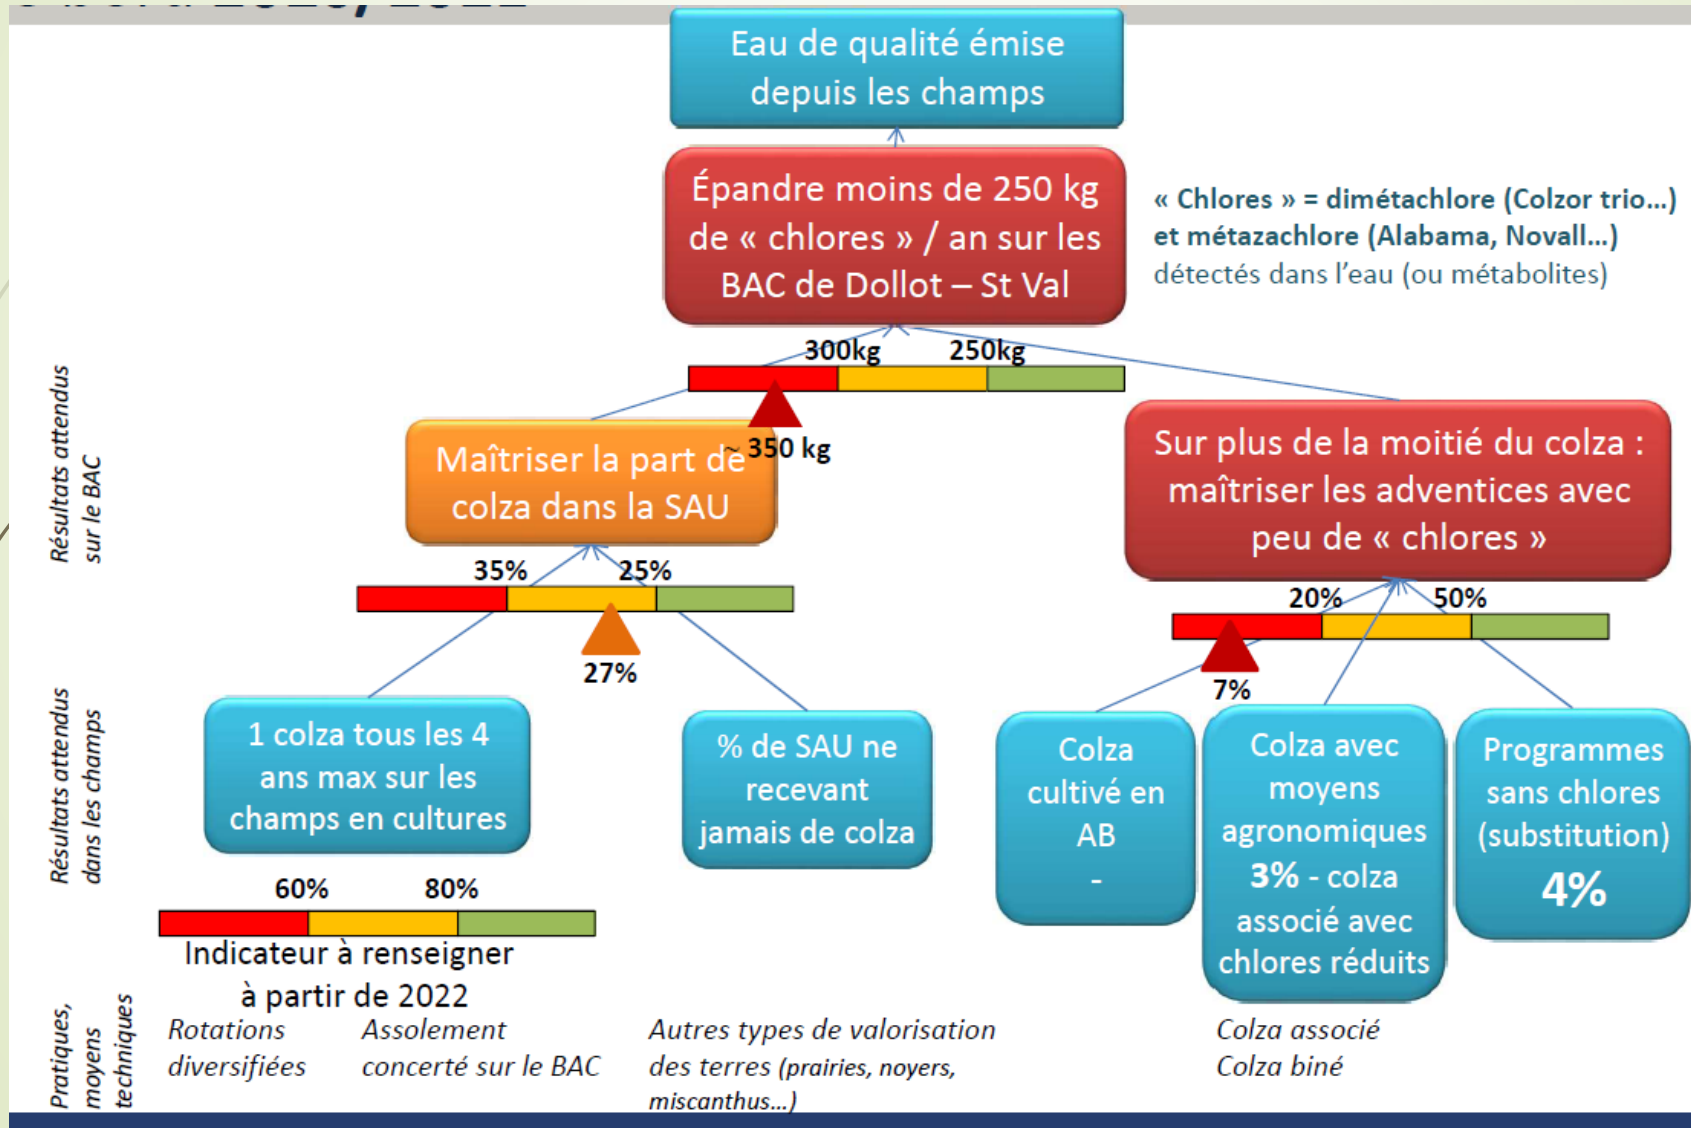 Eau de qualité émise
depuis les champs
Épandre moins de 250 kg
de « chlores » / an sur les
BAC de Dollot – St Val
« Chlores » = dimétachlore (Colzor trio...)
et métazachlore (Alabama, Novall...)
détectés dans l'eau (ou métabolites)
300kg
250kg
~ 350 kg
Résultats attendus
sur le BAC
Maîtriser la part de
colza dans la SAU
Sur plus de la moitié du colza :
maîtriser les adventices avec
peu de « chlores »
35%
25%
27%
20%
50%
7%
Résultats attendus
dans les champs
1 colza tous les 4
ans max sur les
champs en cultures
% de SAU ne
recevant
jamais de colza
Colza
cultivé en
AB
-
Colza avec
moyens
agronomiques
3% - colza
associé avec
chlores réduits
Programmes
sans chlores
(substitution)
4%
60%
80%
Indicateur à renseigner
à partir de 2022
Pratiques,
moyens
techniques
Rotations
diversifiées
Assolement
concerté sur le BAC
Autres types de valorisation
des terres (prairies, noyers,
miscanthus...)
Colza associé
Colza biné